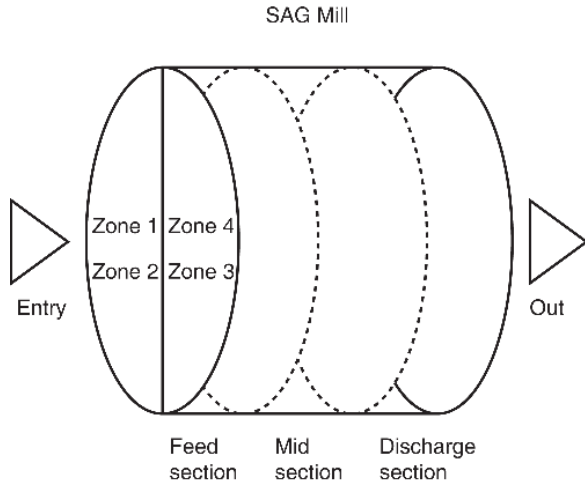 SAG Mill
Zone 1 Zone 4
Zone 2 Zone 3
Entry
Out
Feed
section
Mid
section
Discharge
section